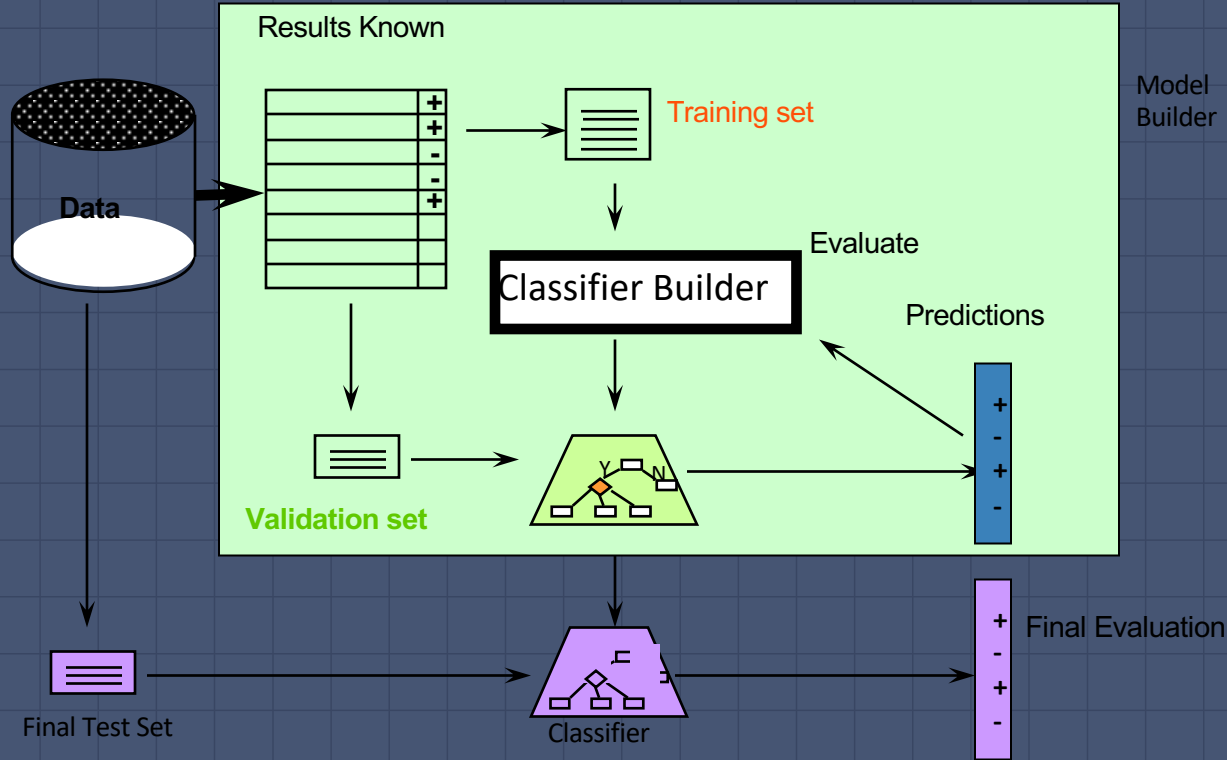 Results Known
Model
Builder
+
+
-
-
+
Training set
Data
Evaluate
Classifier Builder
Predictions
+
-
+
-
Y
N
Validation set
+
-
+
-
Final Evaluation
Final Test Set
Classifier